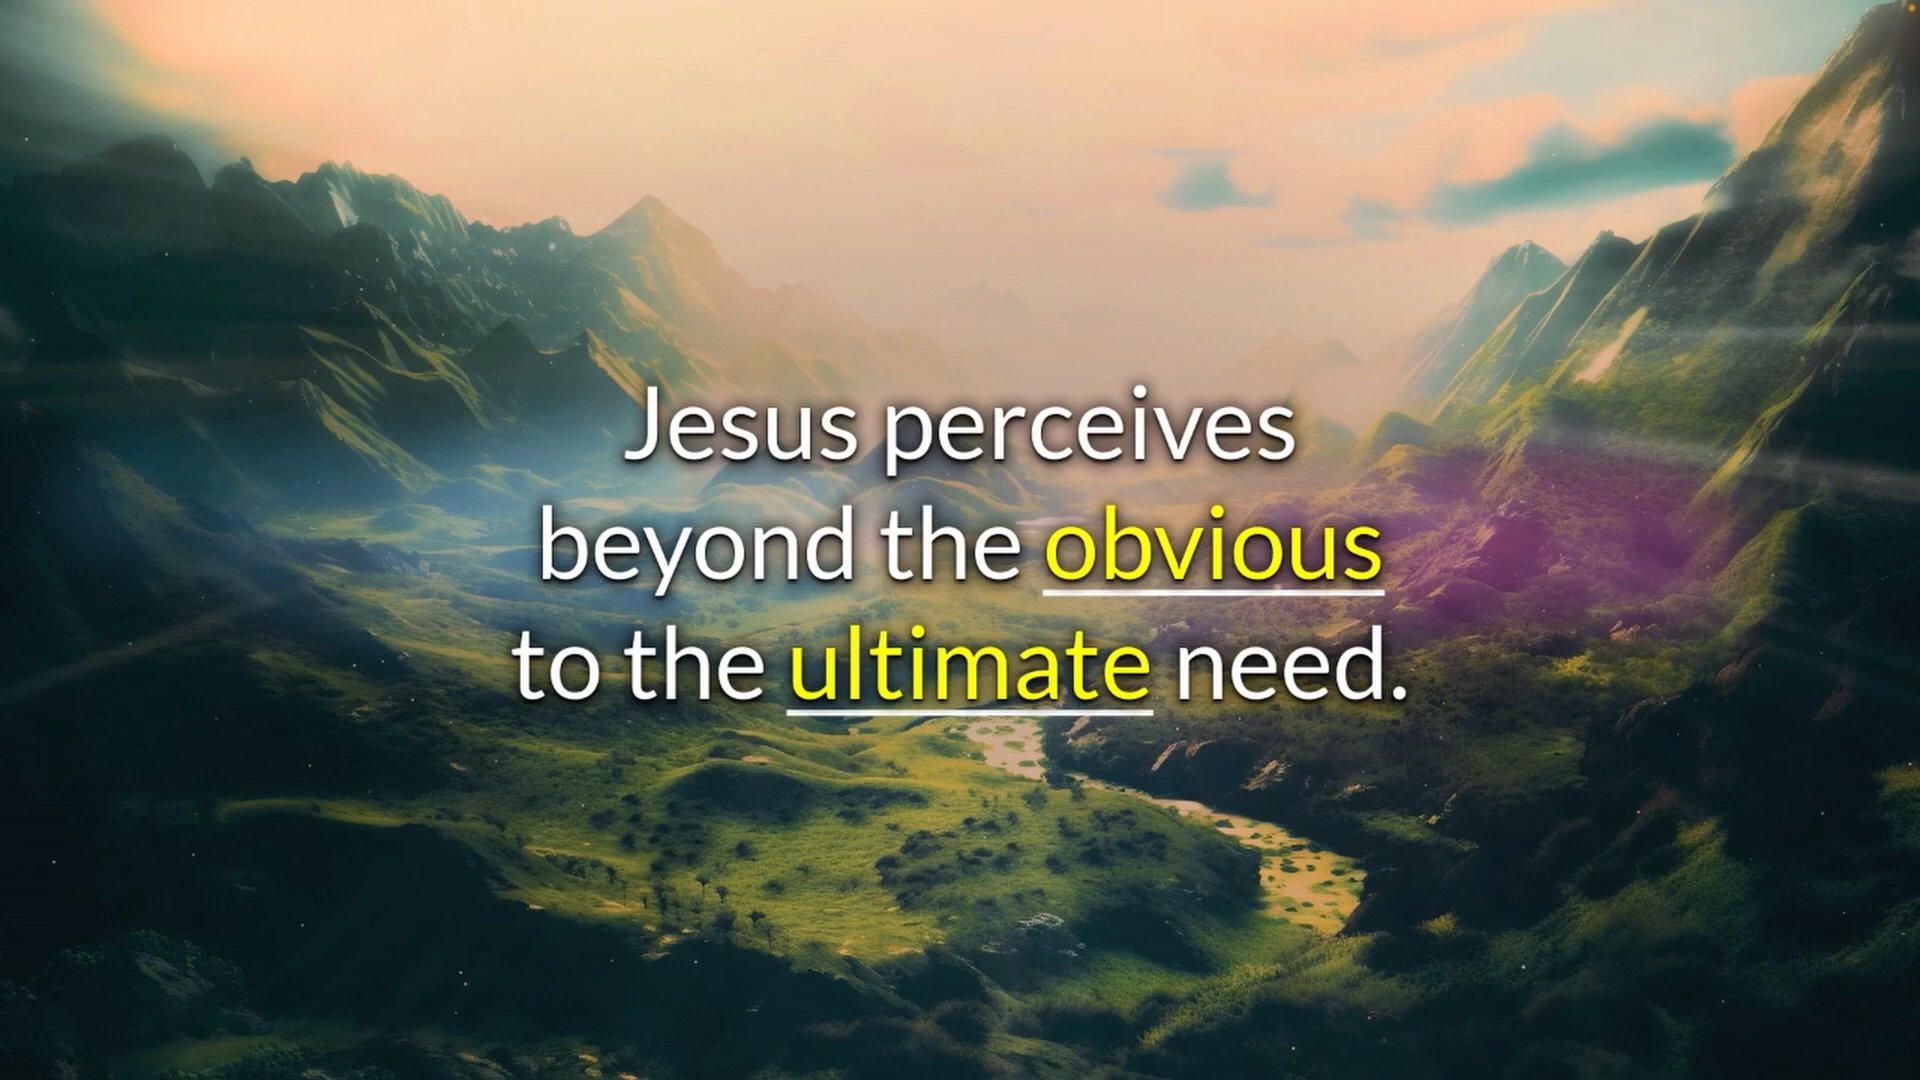 Jesus perceives
beyond the obvious
to the ultimate need.